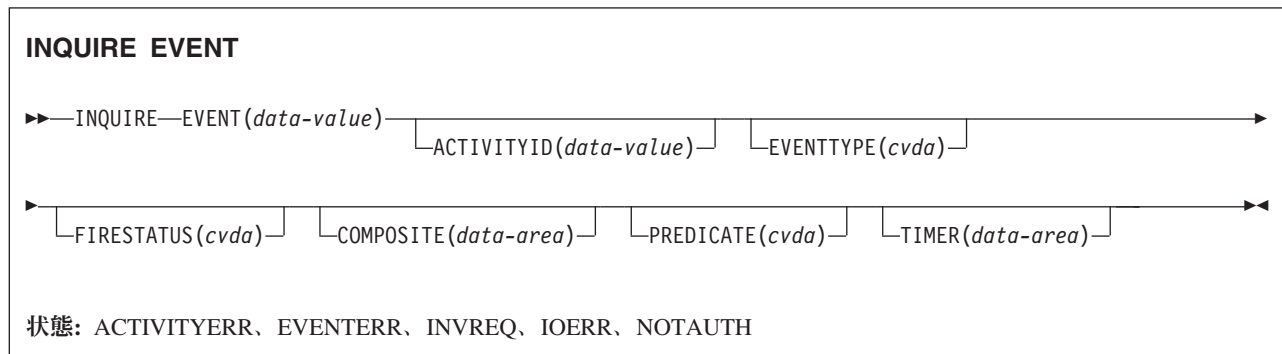 INQUIRE EVENT
INQUIRE EVENT(data-value)
ACTIVITYID(data-value) EVENTTYPE(cvda)
FIRESTATUS(cvda) COMPOSITE(data-area) PREDICATE(cvda) TIMER(data-area)
状態: ACTIVITYERR、EVENTERR、INVREQ、IOERR、NOTAUTH